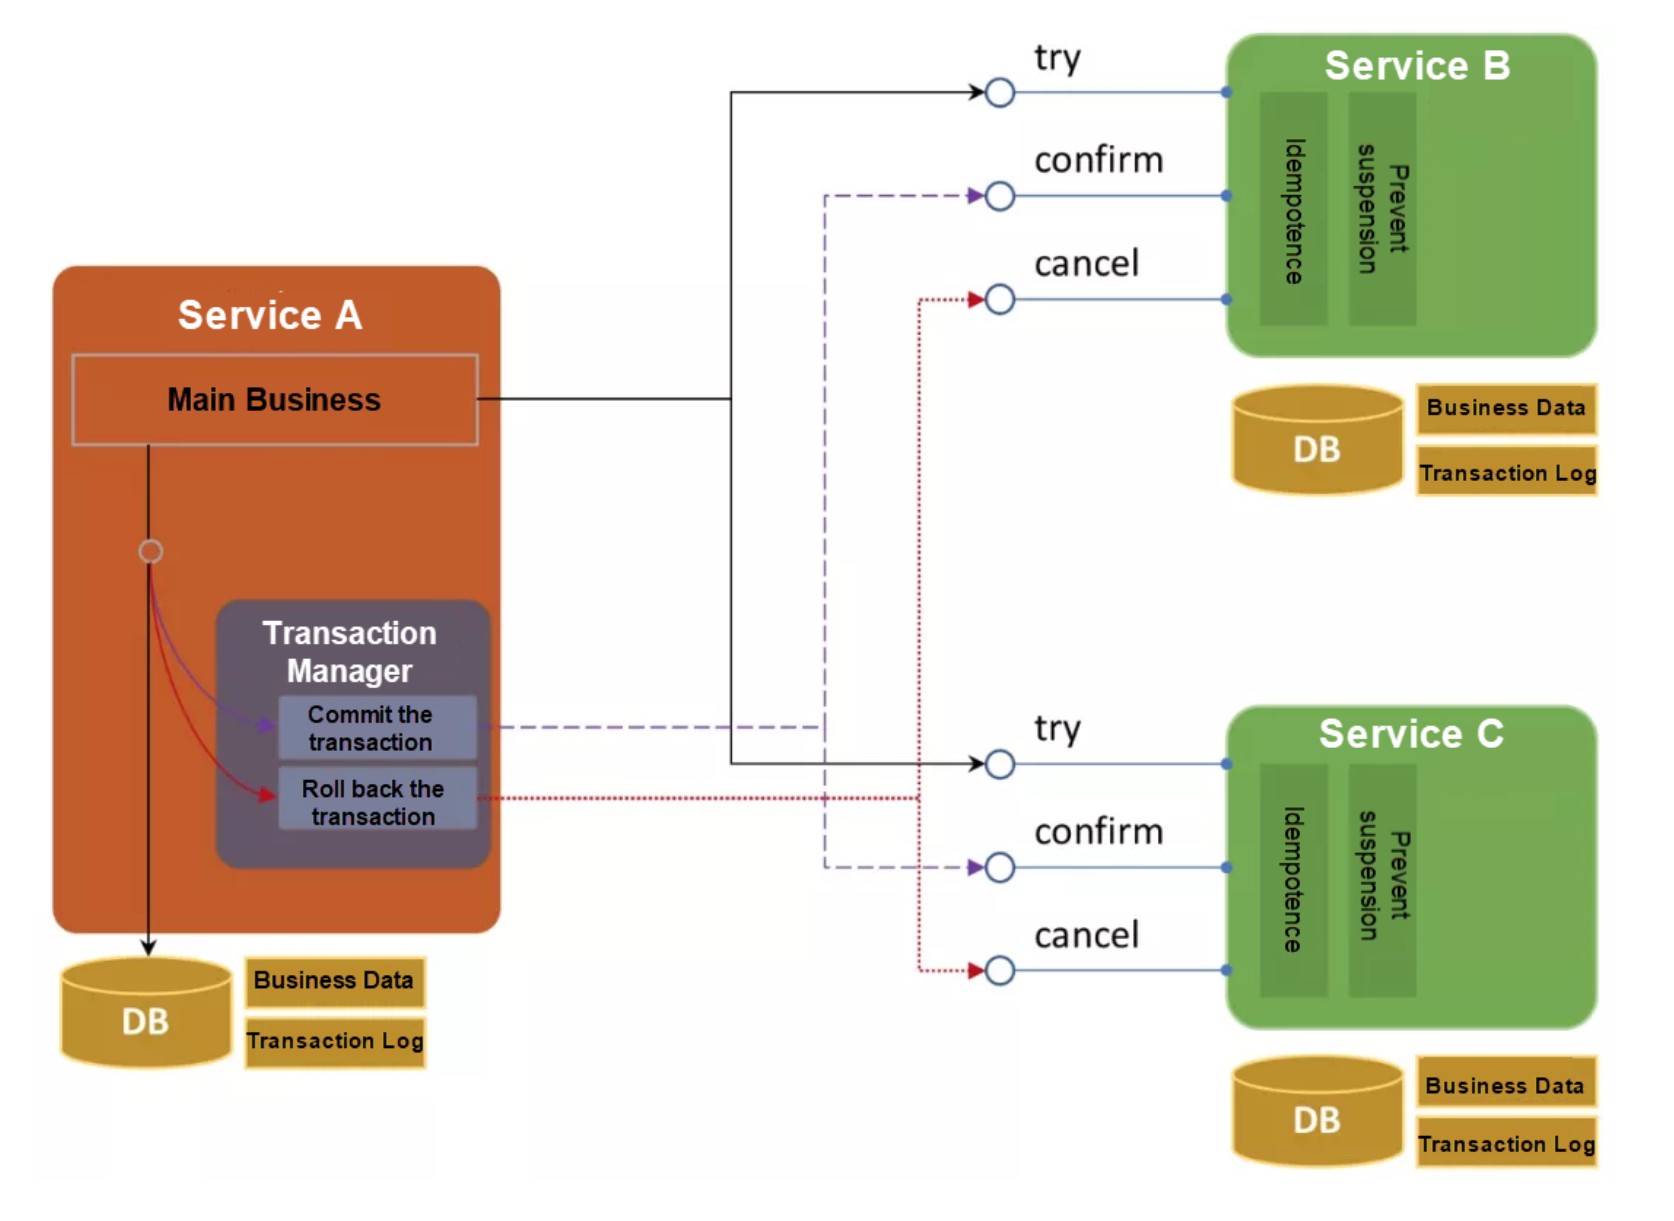 Service A
Main Business
Transaction
Manager
Commit the
transaction
Roll back the
transaction
DB
Business Data
Transaction Log
try
confirm
cancel
Service B
Idempotence
Prevent
suspension
DB
Business Data
Transaction Log
try
confirm
cancel
Service C
Idempotence
Prevent
suspension
DB
Business Data
Transaction Log